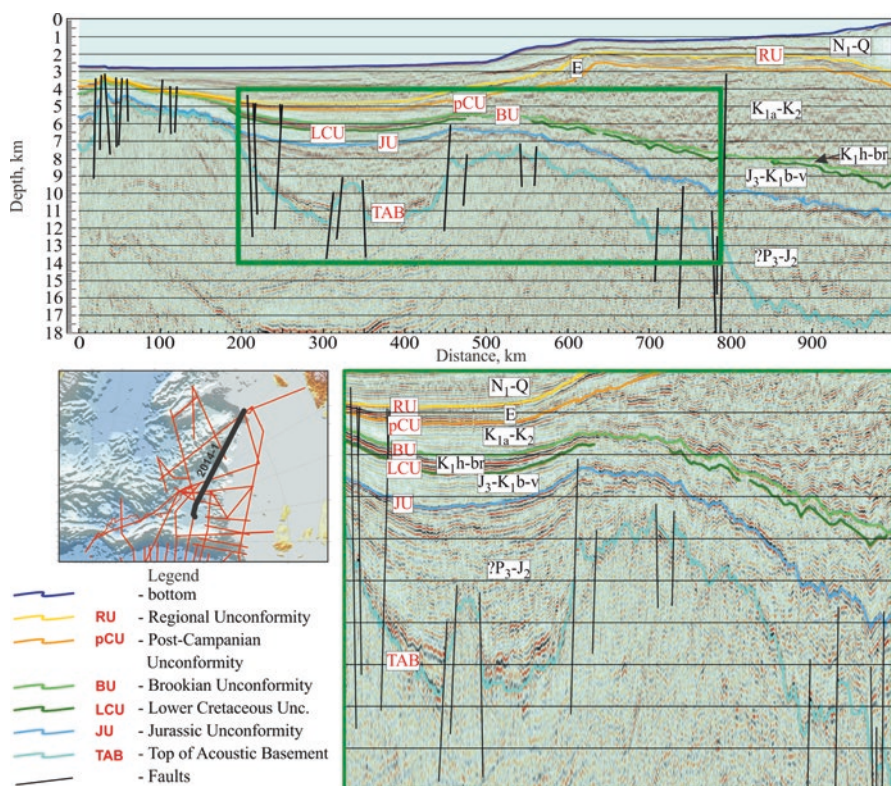 0
1
2
3
4
5
6
7
8
9
10
11
12
13
14
15
16
17
18
Depth, km
0 100 200 300 400 500 600 700 800 900
Distance, km
N₁-Q
RU
E
pCU
K₁ₐ-K₂
BU
LCU
JU
K₁h-br
J₃-K₁b-v
TAB
?P₃-J₂
2014-1
N₁-Q
RU
E
pCU
K₁ₐ-K₂
BU
K₁h-br
LCU
J₃-K₁b-v
JU
?P₃-J₂
TAB
Legend
- bottom
RU - Regional Unconformity
pCU - Post-Campanian
Unconformity
BU - Brookian Unconformity
LCU - Lower Cretaceous Unc.
JU - Jurassic Unconformity
TAB - Top of Acoustic Basement
- Faults